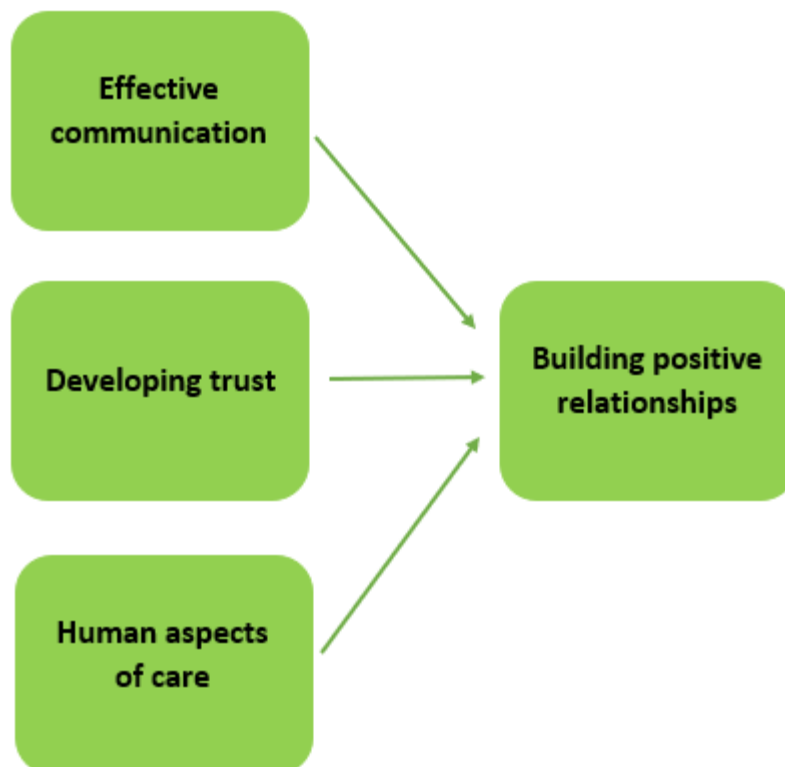 Effective
communication
Developing trust
Building positive
relationships
Human aspects
of care